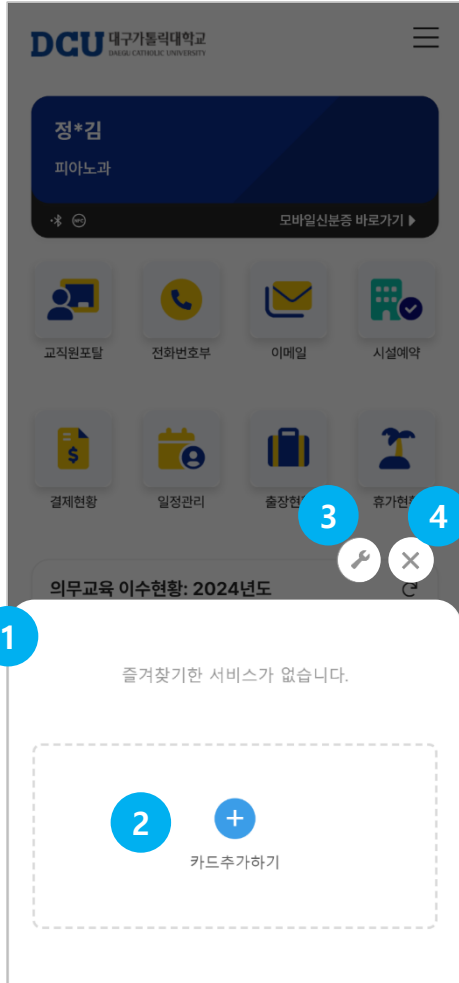 DCU 대구가톨릭대학교
DAEGU CATHOLIC UNIVERSITY
정*김
피아노과
NFC 모바일신분증 바로가기
교직원포탈 전화번호부 이메일 시설예약
결제현황 일정관리 출장현 휴가현
3 4
의무교육 이수현황: 2024년도
1
즐겨찾기한 서비스가 없습니다.
2
카드추가하기